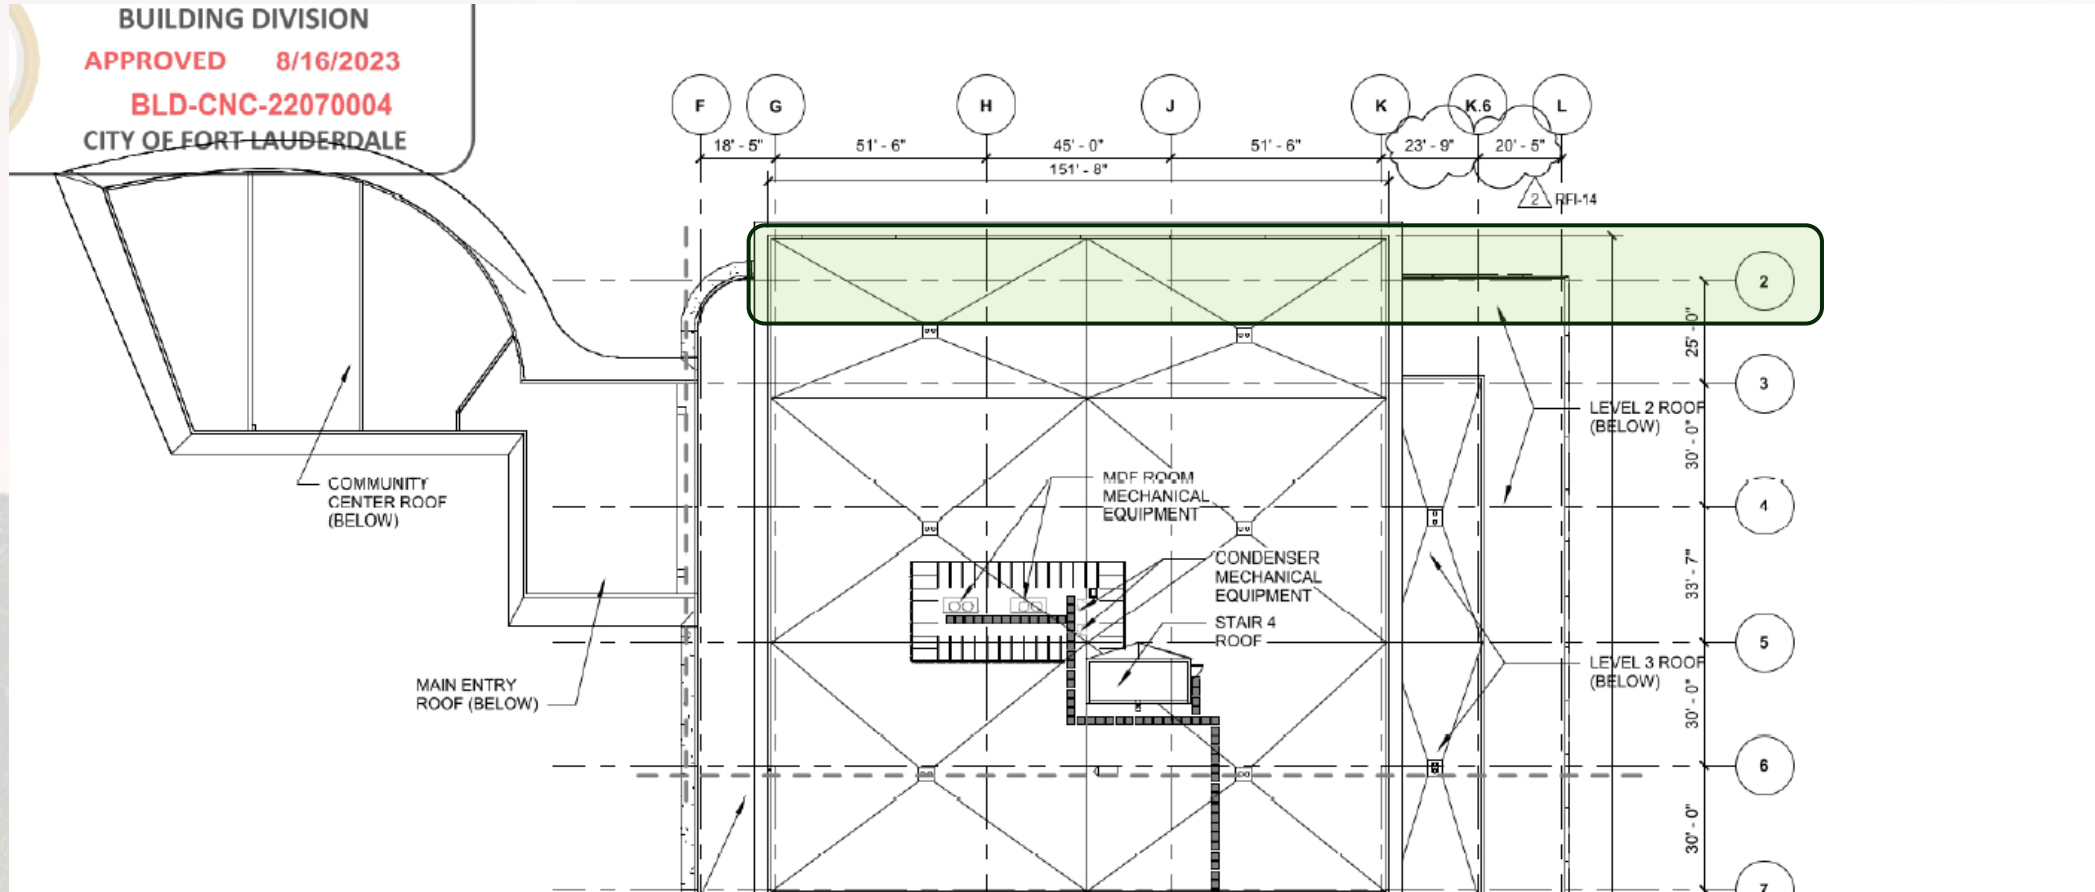 BUILDING DIVISION
APPROVED 8/16/2023
BLD-CNC-22070004
CITY OF FORT LAUDERDALE
F
G
H
J
K
K.6
L
18' - 5"
51' - 6"
45' - 0"
51' - 6"
23' - 9"
20' - 5"
151' - 8"
2
RFI-14
2
25' - 0"
3
LEVEL 2 ROOF
(BELOW)
30' - 0"
COMMUNITY
CENTER ROOF
(BELOW)
MDF ROOM
MECHANICAL
EQUIPMENT
4
CONDENSER
MECHANICAL
EQUIPMENT
33' - 7"
STAIR 4
ROOF
5
LEVEL 3 ROOF
(BELOW)
MAIN ENTRY
ROOF (BELOW)
30' - 0"
6
30' - 0"
7